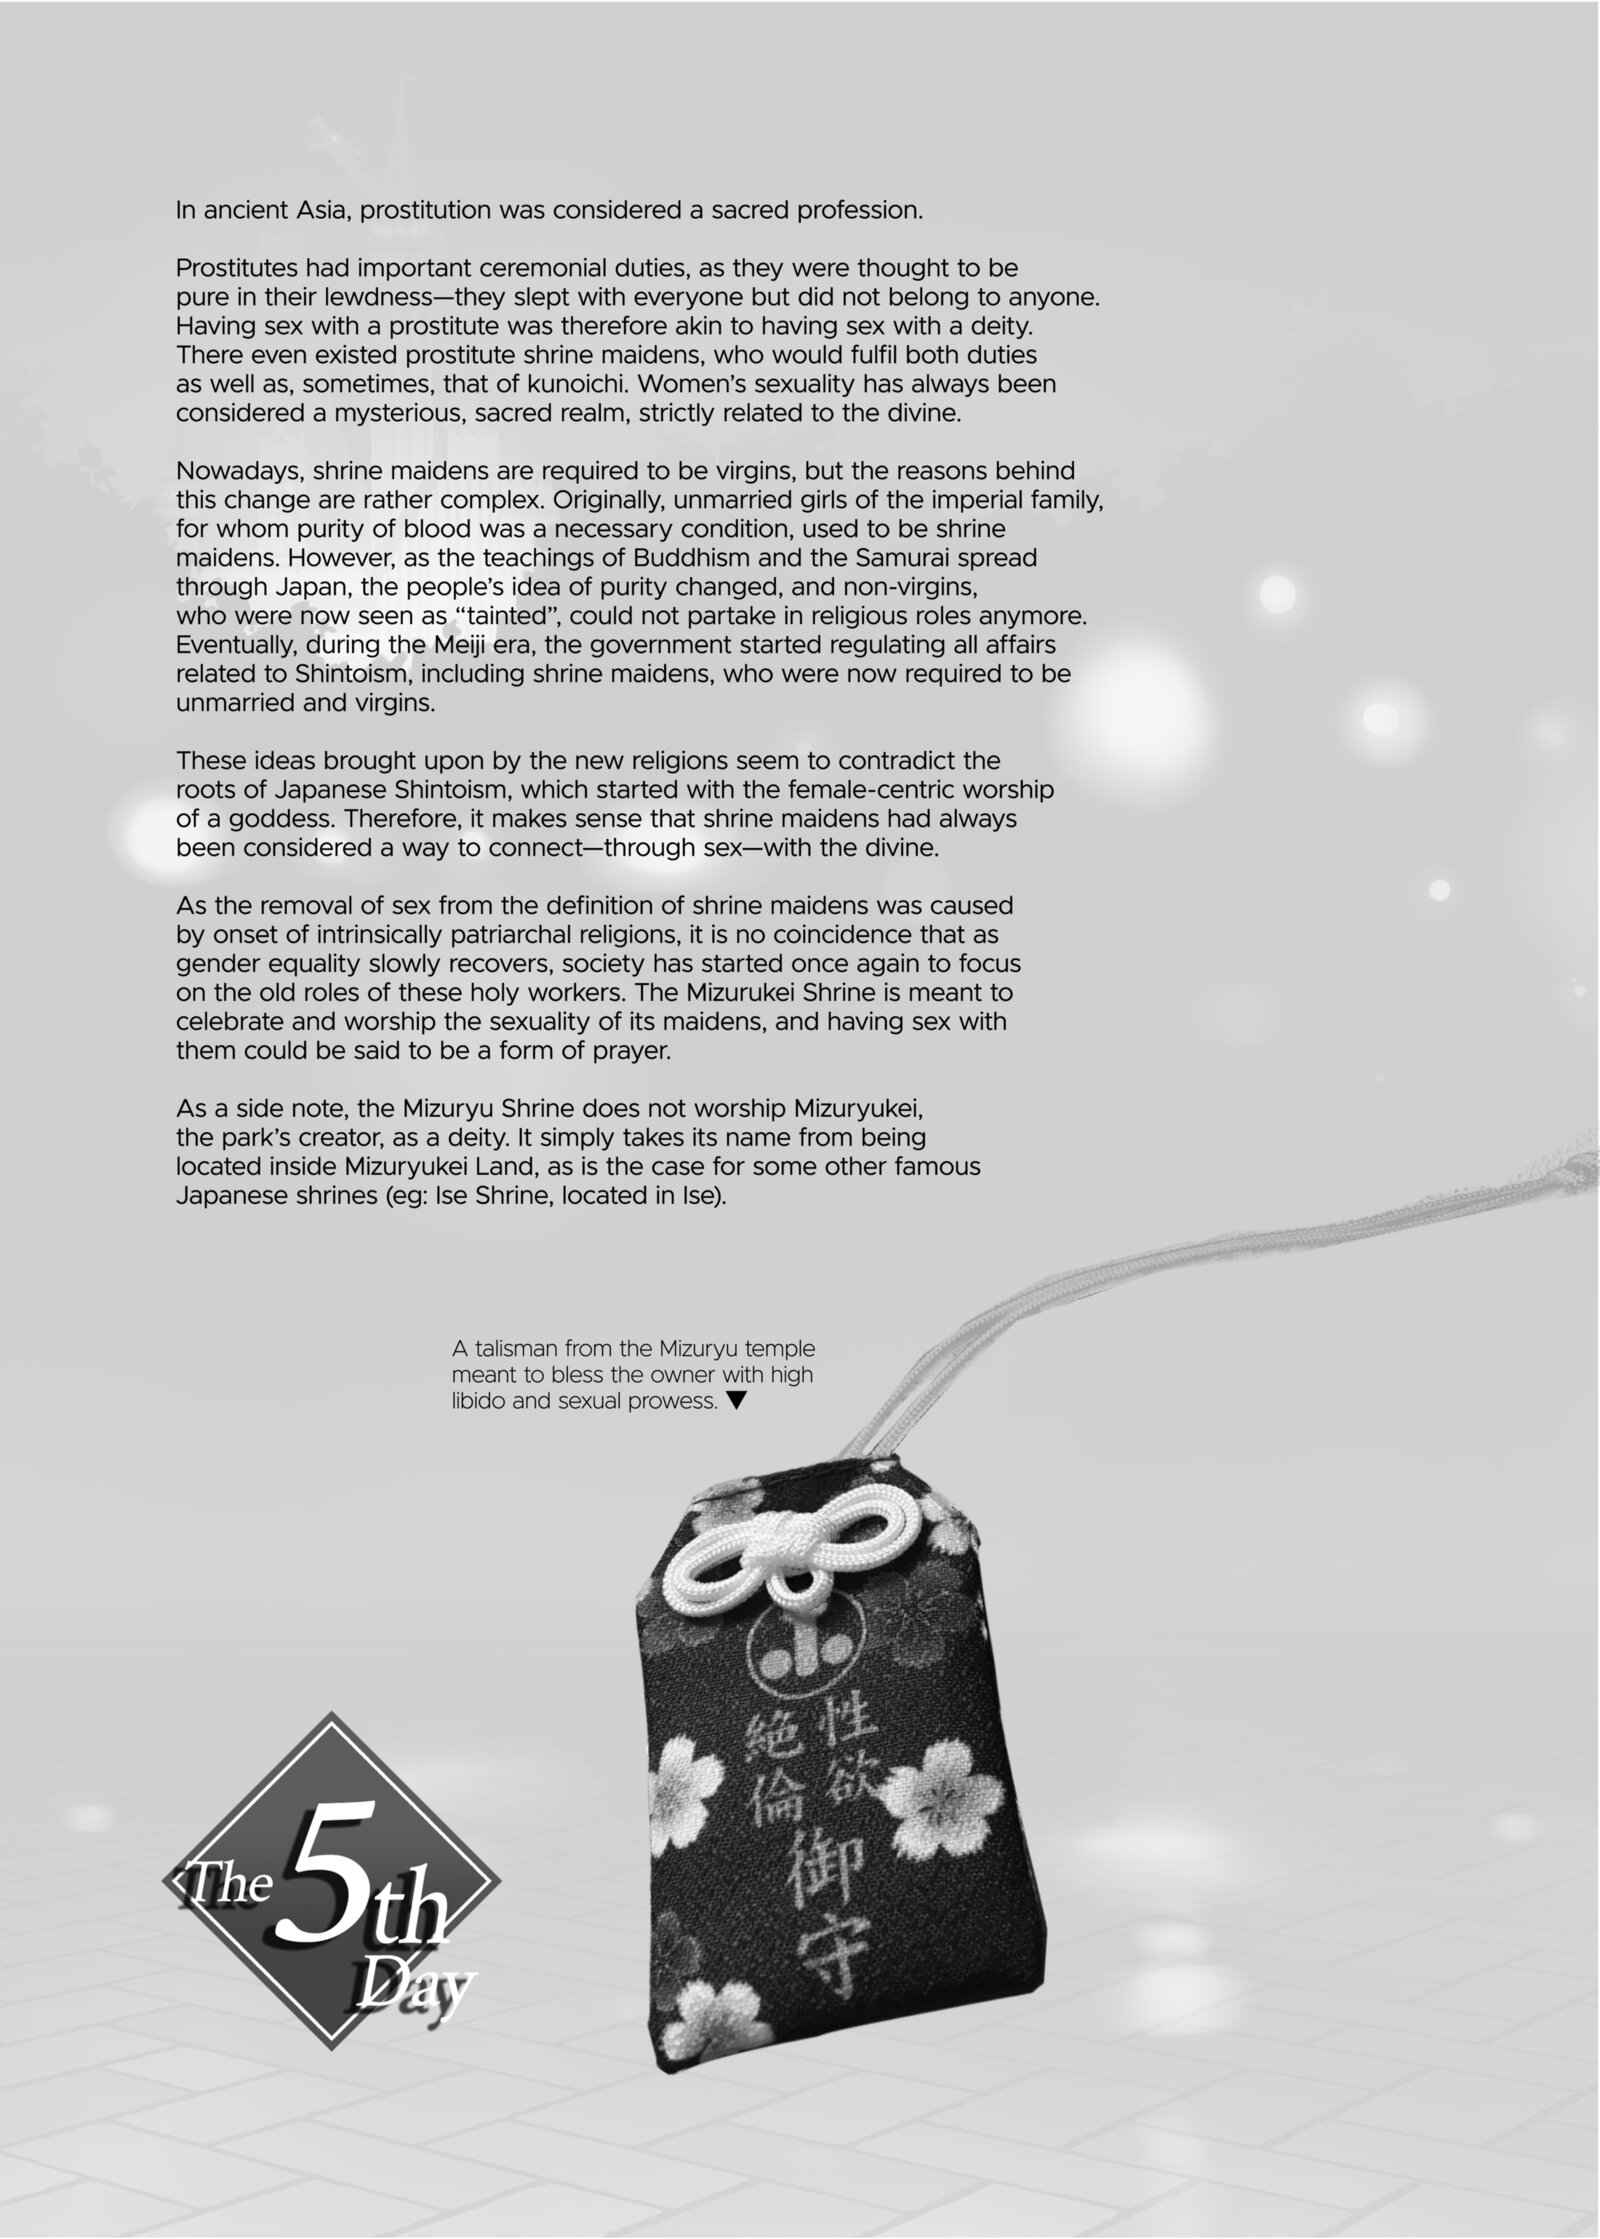 In ancient Asia, prostitution was considered a sacred profession.
Prostitutes had important ceremonial duties, as they were thought to be
pure in their lewdness—they slept with everyone but did not belong to anyone.
Having sex with a prostitute was therefore akin to having sex with a deity.
There even existed prostitute shrine maidens, who would fulfil both duties
as well as, sometimes, that of kunoichi. Women's sexuality has always been
considered a mysterious, sacred realm, strictly related to the divine.
Nowadays, shrine maidens are required to be virgins, but the reasons behind
this change are rather complex. Originally, unmarried girls of the imperial family,
for whom purity of blood was a necessary condition, used to be shrine
maidens. However, as the teachings of Buddhism and the Samurai spread
through Japan, the people's idea of purity changed, and non-virgins,
who were now seen as “tainted”, could not partake in religious roles anymore.
Eventually, during the Meiji era, the government started regulating all affairs
related to Shintoism, including shrine maidens, who were now required to be
unmarried and virgins.
These ideas brought upon by the new religions seem to contradict the
roots of Japanese Shintoism, which started with the female-centric worship
of a goddess. Therefore, it makes sense that shrine maidens had always
been considered a way to connect—through sex—with the divine.
As the removal of sex from the definition of shrine maidens was caused
by onset of intrinsically patriarchal religions, it is no coincidence that as
gender equality slowly recovers, society has started once again to focus
on the old roles of these holy workers. The Mizurukei Shrine is meant to
celebrate and worship the sexuality of its maidens, and having sex with
them could be said to be a form of prayer.
As a side note, the Mizuryu Shrine does not worship Mizuryukei,
the park's creator, as a deity. It simply takes its name from being
located inside Mizuryukei Land, as is the case for some other famous
Japanese shrines (eg: Ise Shrine, located in Ise).
A talisman from the Mizuryu temple
meant to bless the owner with high
libido and sexual prowess. ▼
性欲
絶倫
御守
The 5th
Day